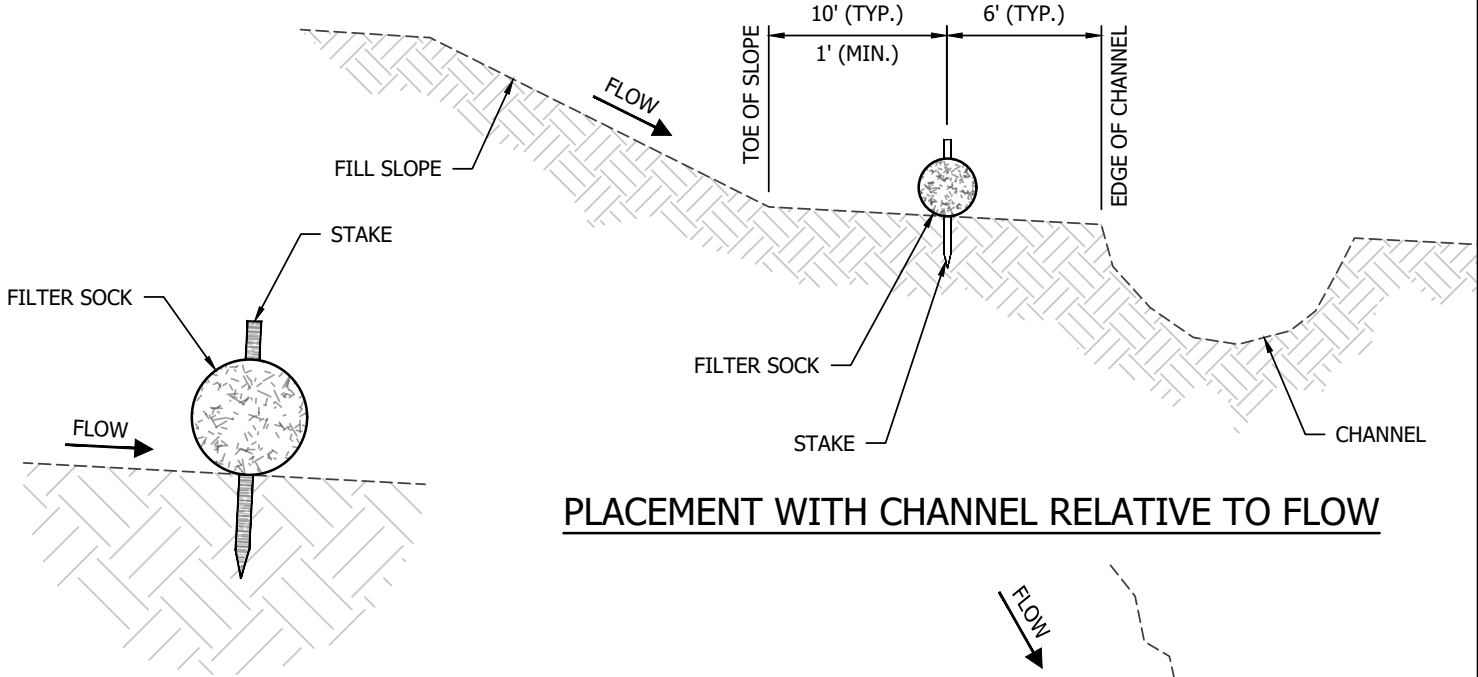 10' (TYP.)
6' (TYP.)
1' (MIN.)
TOE OF SLOPE
EDGE OF CHANNEL
FLOW
FILL SLOPE
STAKE
FILTER SOCK
FLOW
FILTER SOCK
STAKE
CHANNEL
PLACEMENT WITH CHANNEL RELATIVE TO FLOW
FLOW